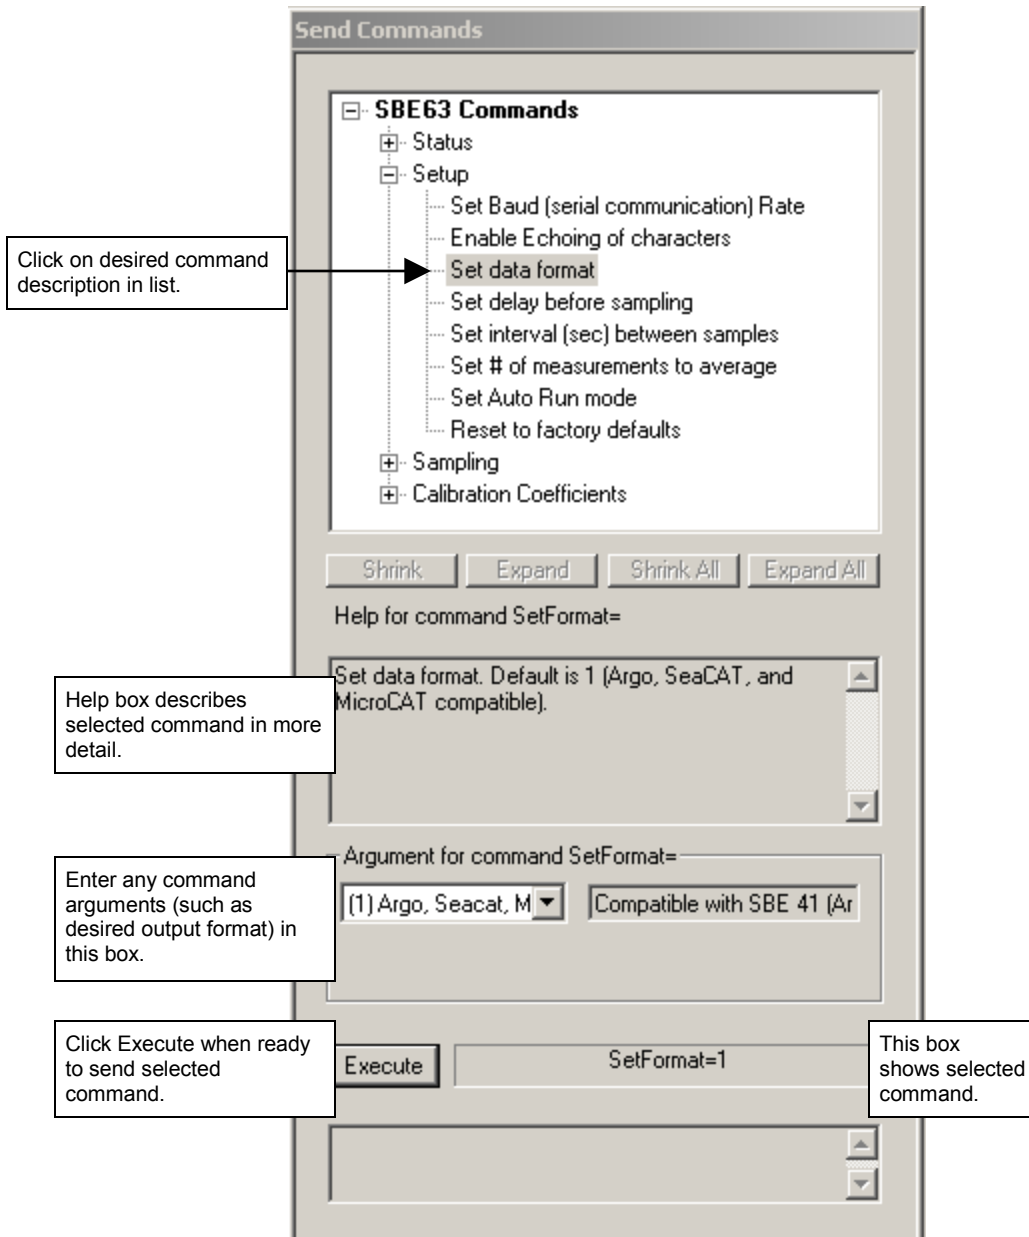 Send Commands
SBE63 Commands
Status
Setup
Set Baud (serial communication) Rate
Enable Echoing of characters
Click on desired command
description in list.
Set data format
Set delay before sampling
Set interval (sec) between samples
Set # of measurements to average
Set Auto Run mode
Reset to factory defaults
Sampling
Calibration Coefficients
Shrink Expand Shrink All Expand All
Help for command SetFormat=
Set data format. Default is 1 (Argo, SeaCAT, and
MicroCAT compatible).
Help box describes
selected command in more
detail.
Argument for command SetFormat=
Enter any command
arguments (such as
desired output format) in
this box.
(1) Argo, Seacat, M Compatible with SBE 41 (Ar
Click Execute when ready
to send selected
command.
Execute SetFormat=1
This box
shows selected
command.